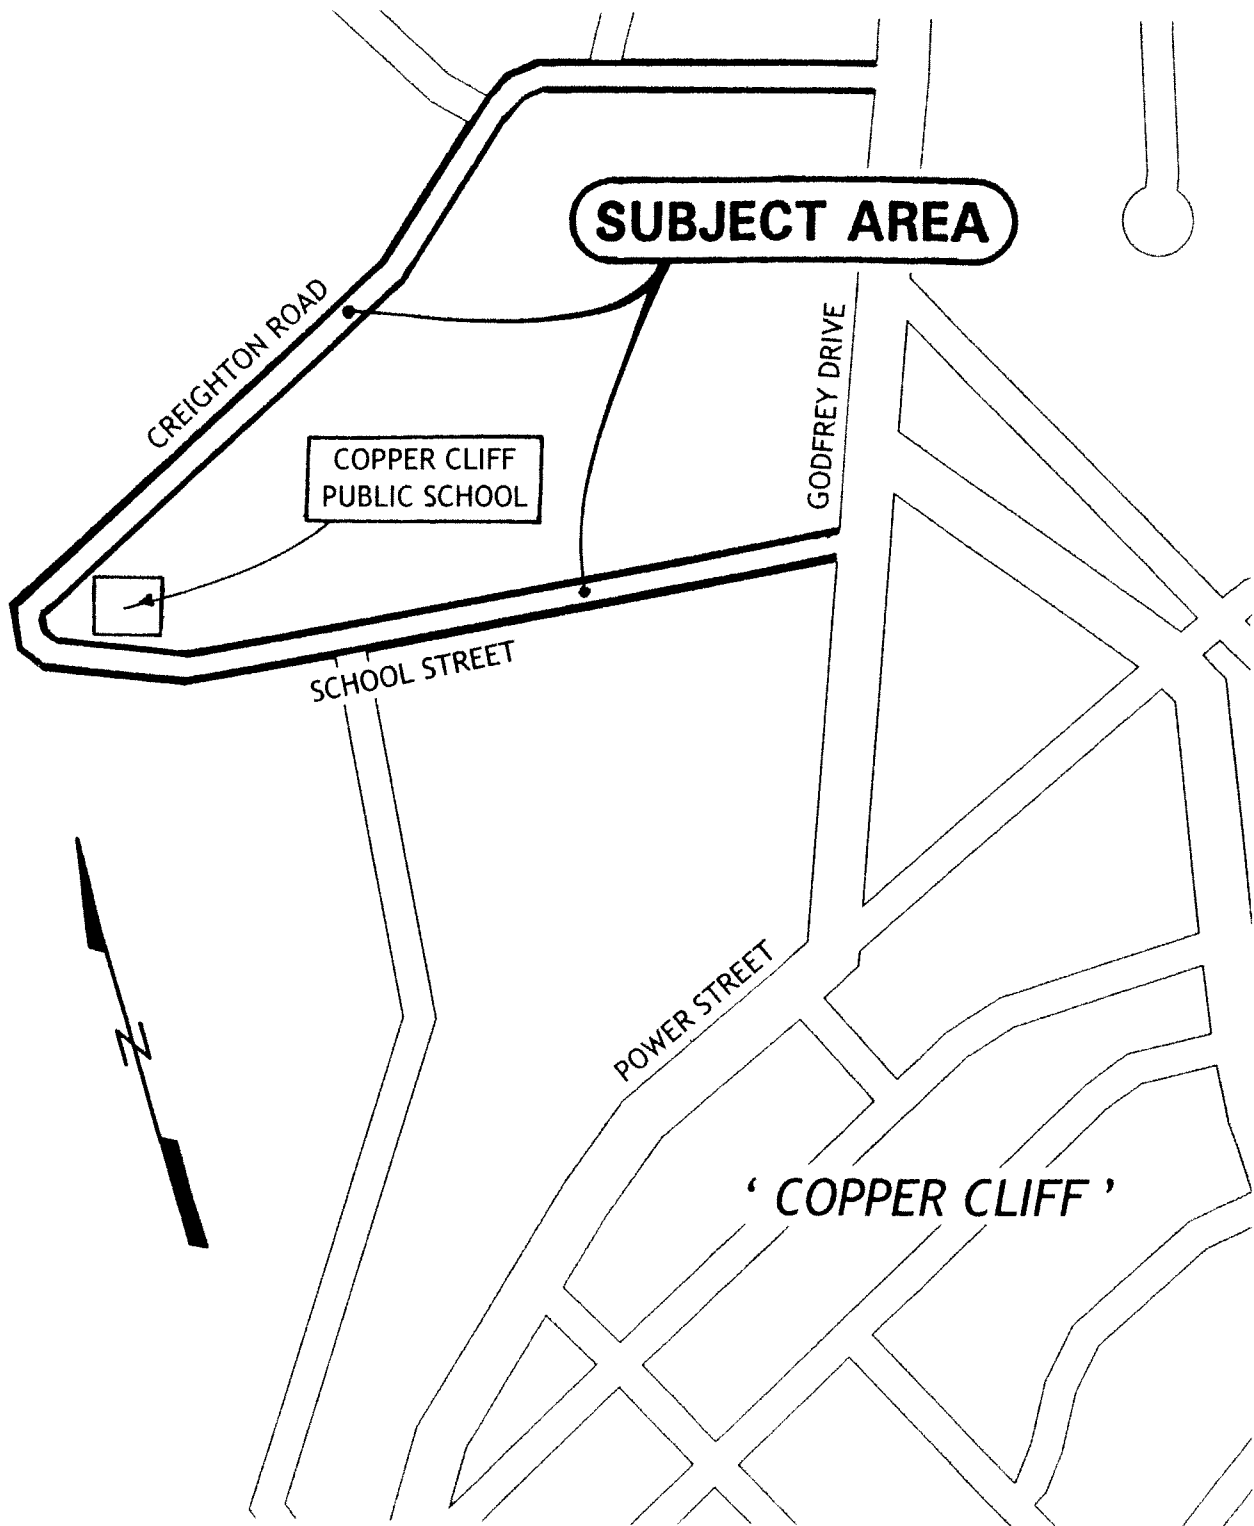 SUBJECT AREA
CREIGHTON ROAD
GODFREY DRIVE
COPPER CLIFF
PUBLIC SCHOOL
SCHOOL STREET
POWER STREET
N
‘ COPPER CLIFF ’